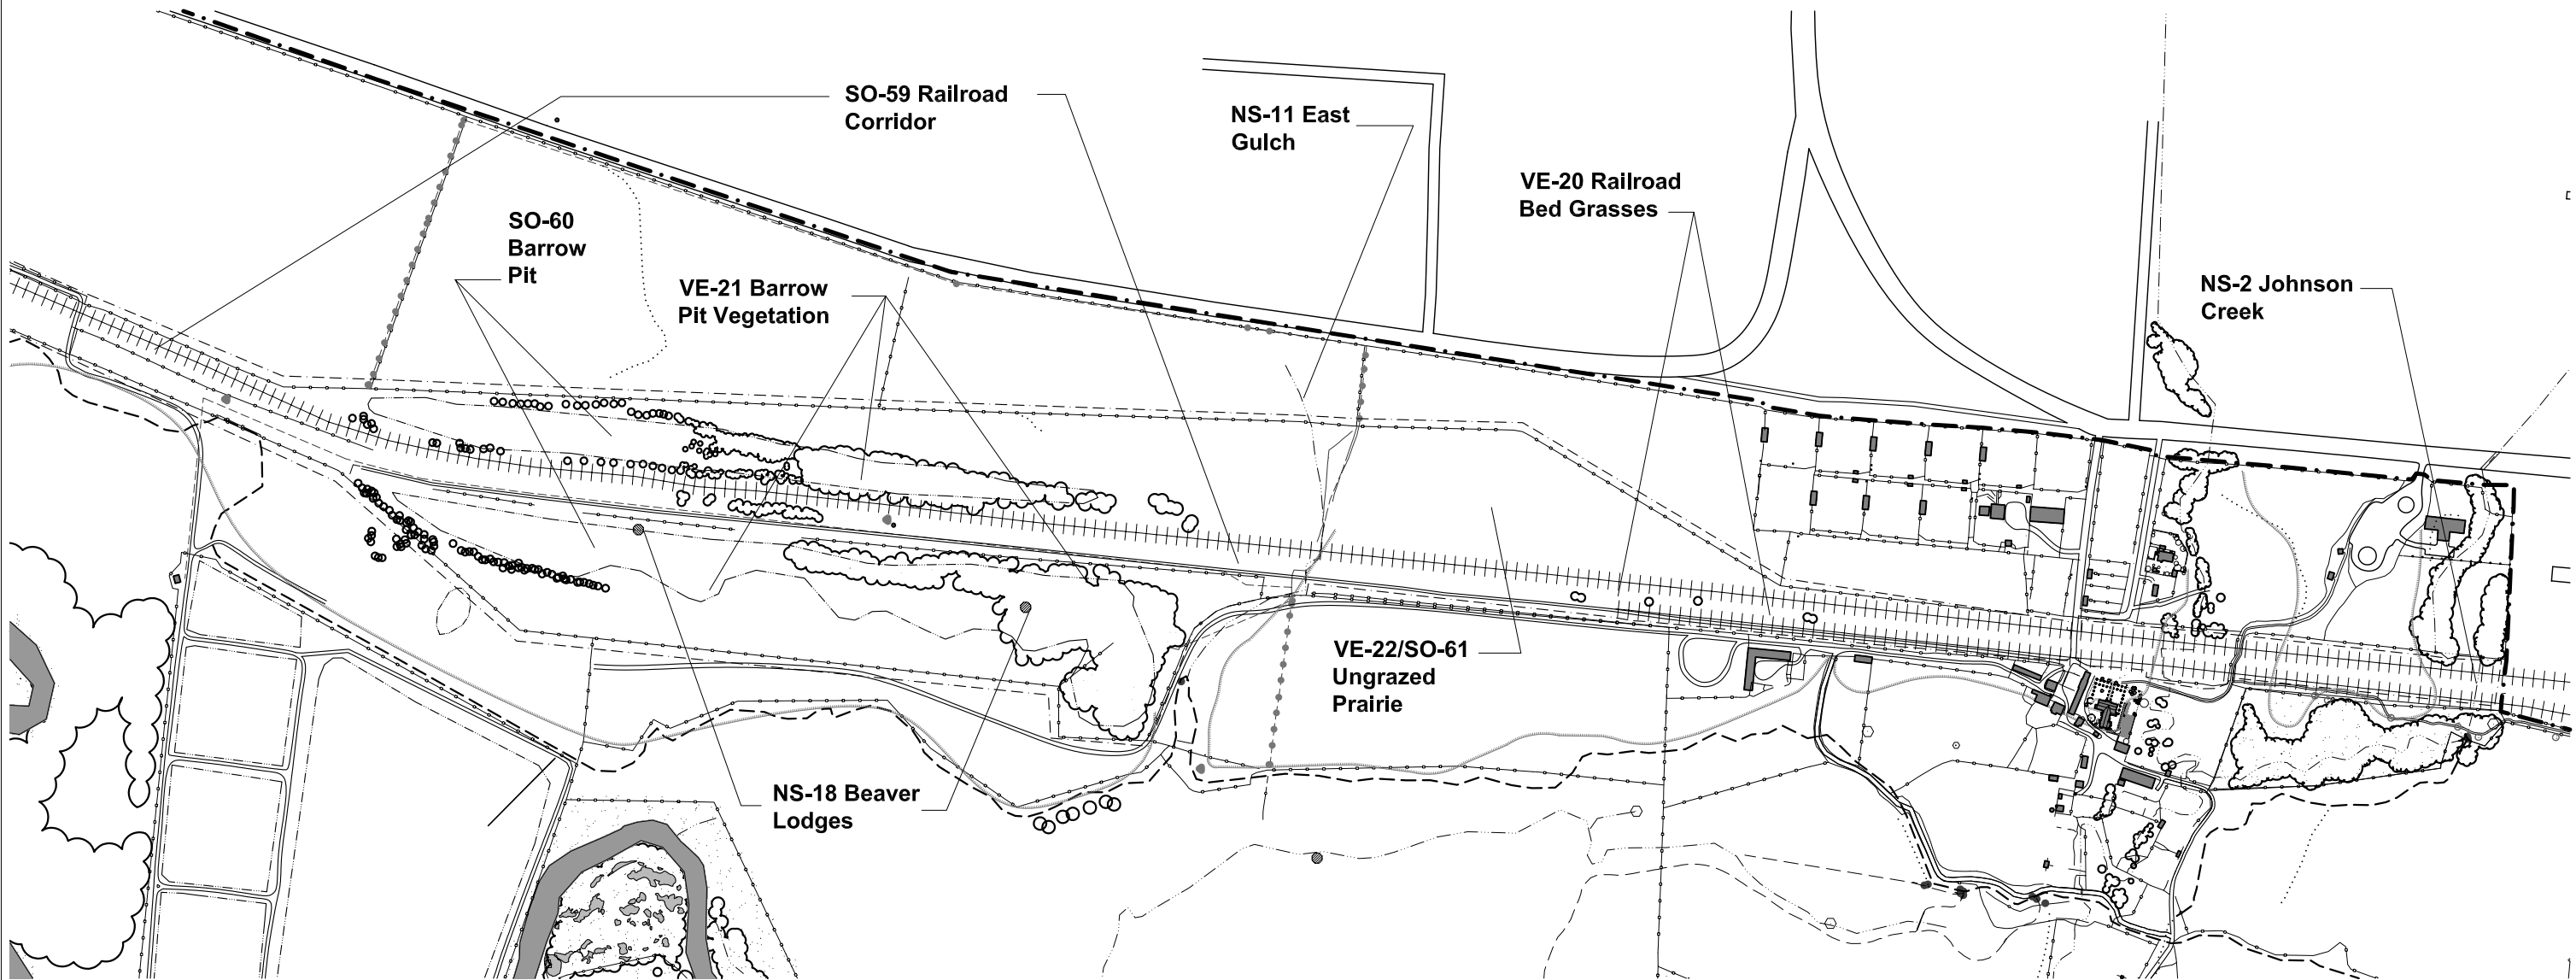 SO-59 Railroad
Corridor
NS-11 East
Gulch
VE-20 Railroad
Bed Grasses
SO-60
Barrow
Pit
VE-21 Barrow
Pit Vegetation
NS-2 Johnson
Creek
VE-22/SO-61
Ungrazed
Prairie
NS-18 Beaver
Lodges